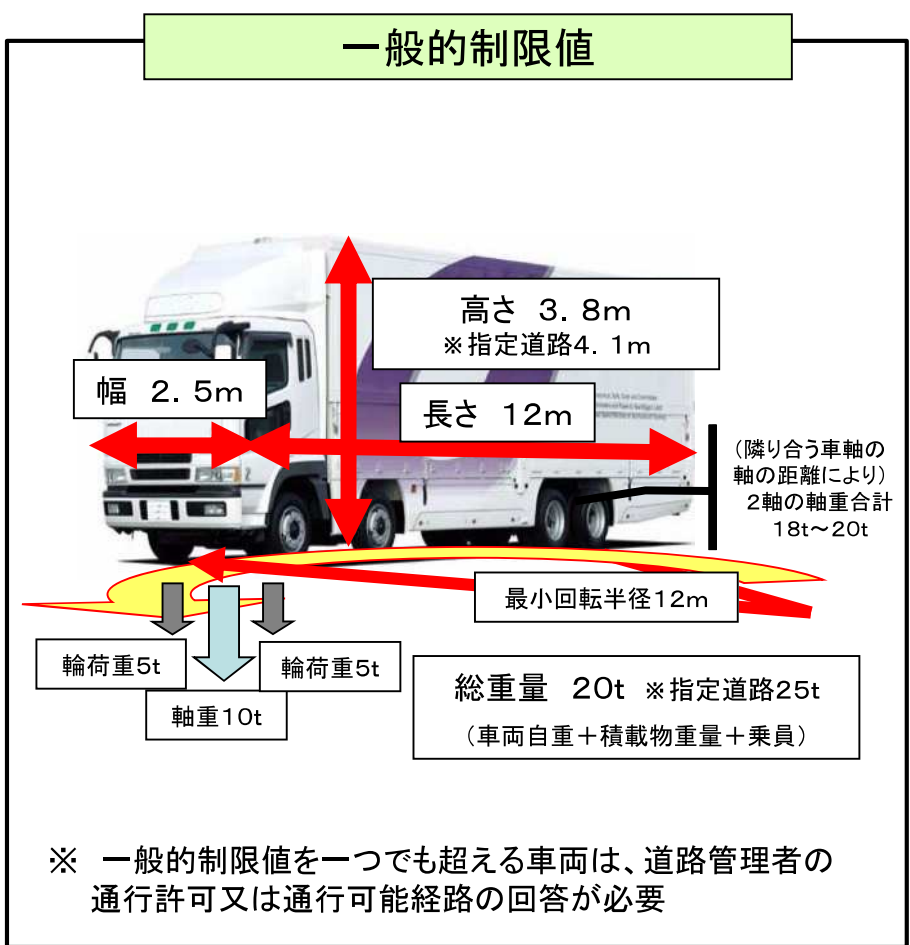 一般的制限値
高さ 3.8m
※指定道路4.1m
幅 2.5m
長さ 12m
(隣り合う車軸の
軸の距離により)
2軸の軸重合計
18t～20t
最小回転半径12m
輪荷重5t
輪荷重5t
軸重10t
総重量 20t ※指定道路25t
(車両自重＋積載物重量＋乗員)
※ 一般的制限値を一つでも超える車両は、道路管理者の
通行許可又は通行可能経路の回答が必要